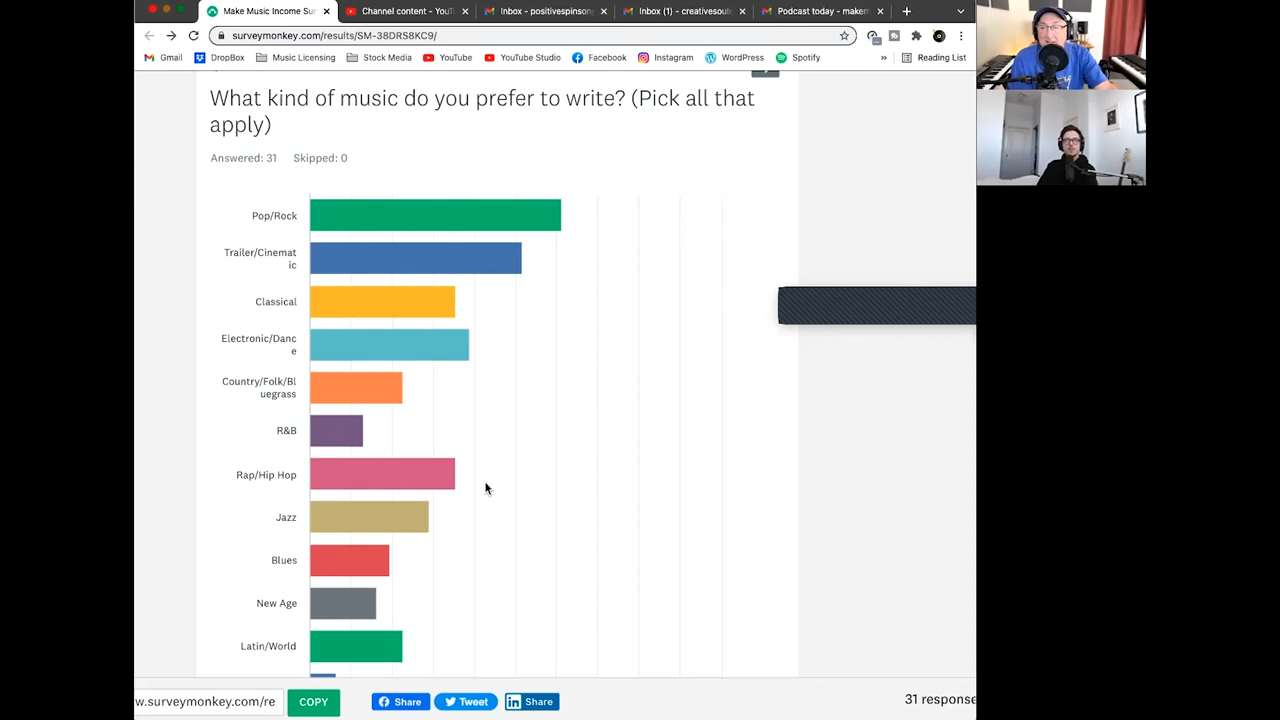 Make Music Income Sur
Channel content - YouT
Inbox - positivespinsong
Inbox (1) - creativesoul
Podcast today - makem
surveymonkey.com/results/SM-38DRS8KC9/
Gmail
DropBox
Music Licensing
Stock Media
YouTube
YouTube Studio
Facebook
Instagram
WordPress
Spotify
»
Reading List
What kind of music do you prefer to write? (Pick all that
apply)
Answered: 31 Skipped: 0
Pop/Rock
Trailer/Cinemat
ic
Classical
Electronic/Danc
e
Country/Folk/Bl
uegrass
R&B
Rap/Hip Hop
Jazz
Blues
New Age
Latin/World
w.surveymonkey.com/re
COPY
Share
Tweet
Share
31 response